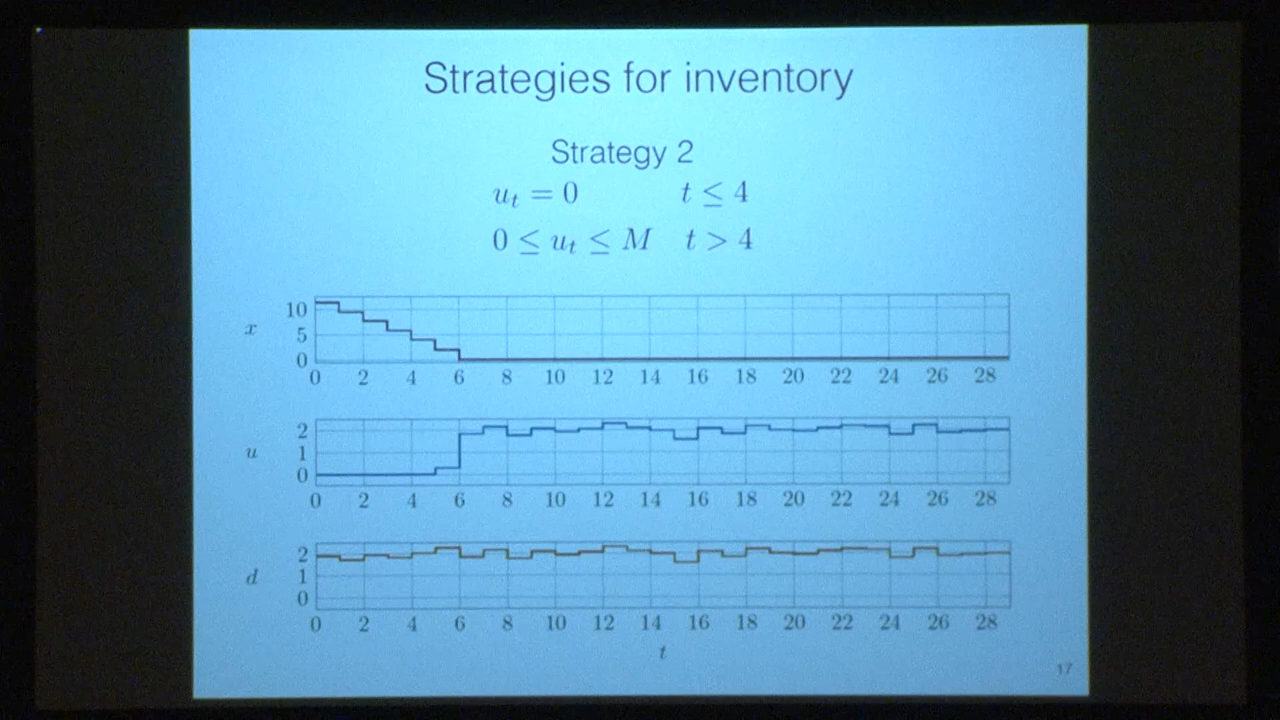 Strategies for inventory
Strategy 2
u_t = 0 t ≤ 4
0 ≤ u_t ≤ M t > 4
x
10
5
0
0 2 4 6 8 10 12 14 16 18 20 22 24 26 28
u
2
1
0
0 2 4 6 8 10 12 14 16 18 20 22 24 26 28
d
2
1
0
0 2 4 6 8 10 12 14 16 18 20 22 24 26 28
t
17